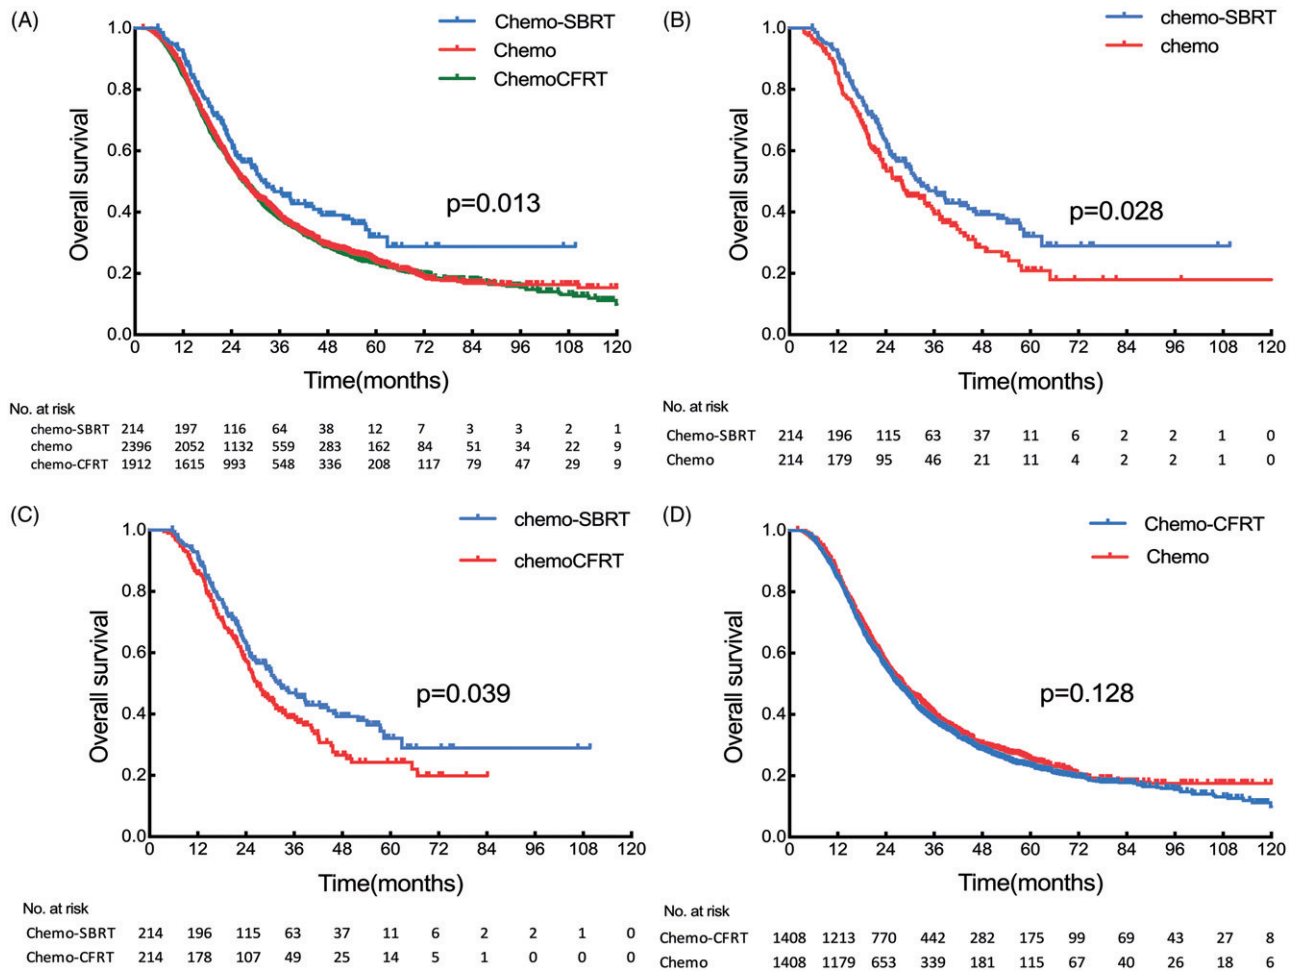 (A)
Chemo-SBRT
Chemo
ChemoCFRT
1.0
0.8
0.6
0.4
0.2
0.0
Overall survival
p=0.013
0 12 24 36 48 60 72 84 96 108 120
Time(months)
No. at risk
chemo-SBRT 214 197 116 64 38 12 7 3 3 2 1
chemo 2396 2052 1132 559 283 162 84 51 34 22 9
chemo-CFRT 1912 1615 993 548 336 208 117 79 47 29 9
(B)
chemo-SBRT
chemo
1.0
0.8
0.6
0.4
0.2
0.0
Overall survival
p=0.028
0 12 24 36 48 60 72 84 96 108 120
Time(months)
No. at risk
Chemo-SBRT 214 196 115 63 37 11 6 2 2 1 0
Chemo 214 179 95 46 21 11 4 2 2 1 0
(C)
chemo-SBRT
chemoCFRT
1.0
0.8
0.6
0.4
0.2
0.0
Overall survival
p=0.039
0 12 24 36 48 60 72 84 96 108 120
Time(months)
No. at risk
Chemo-SBRT 214 196 115 63 37 11 6 2 2 1 0
Chemo-CFRT 214 178 107 49 25 14 5 1 0 0 0
(D)
Chemo-CFRT
Chemo
1.0
0.8
0.6
0.4
0.2
0.0
Overall survival
p=0.128
0 12 24 36 48 60 72 84 96 108 120
Time(months)
No. at risk
Chemo-CFRT 1408 1213 770 442 282 175 99 69 43 27 8
Chemo 1408 1179 653 339 181 115 67 40 26 18 6